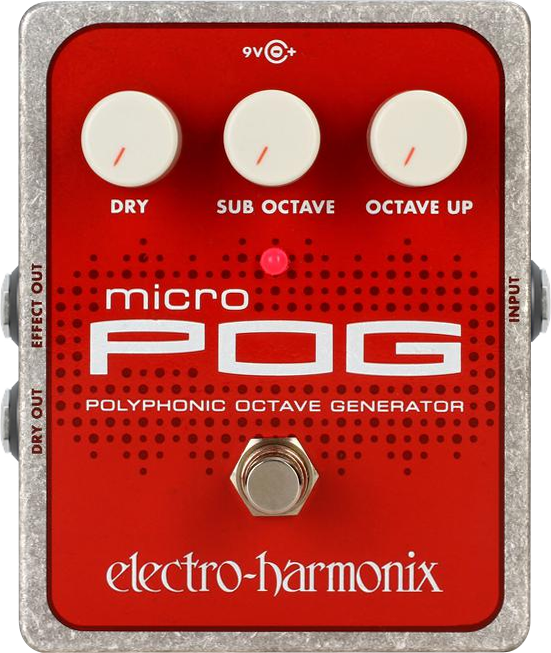 9V +
DRY SUB OCTAVE OCTAVE UP
EFFECT OUT
INPUT
micro
POG
POLYPHONIC OCTAVE GENERATOR
DRY OUT
electro-harmonix